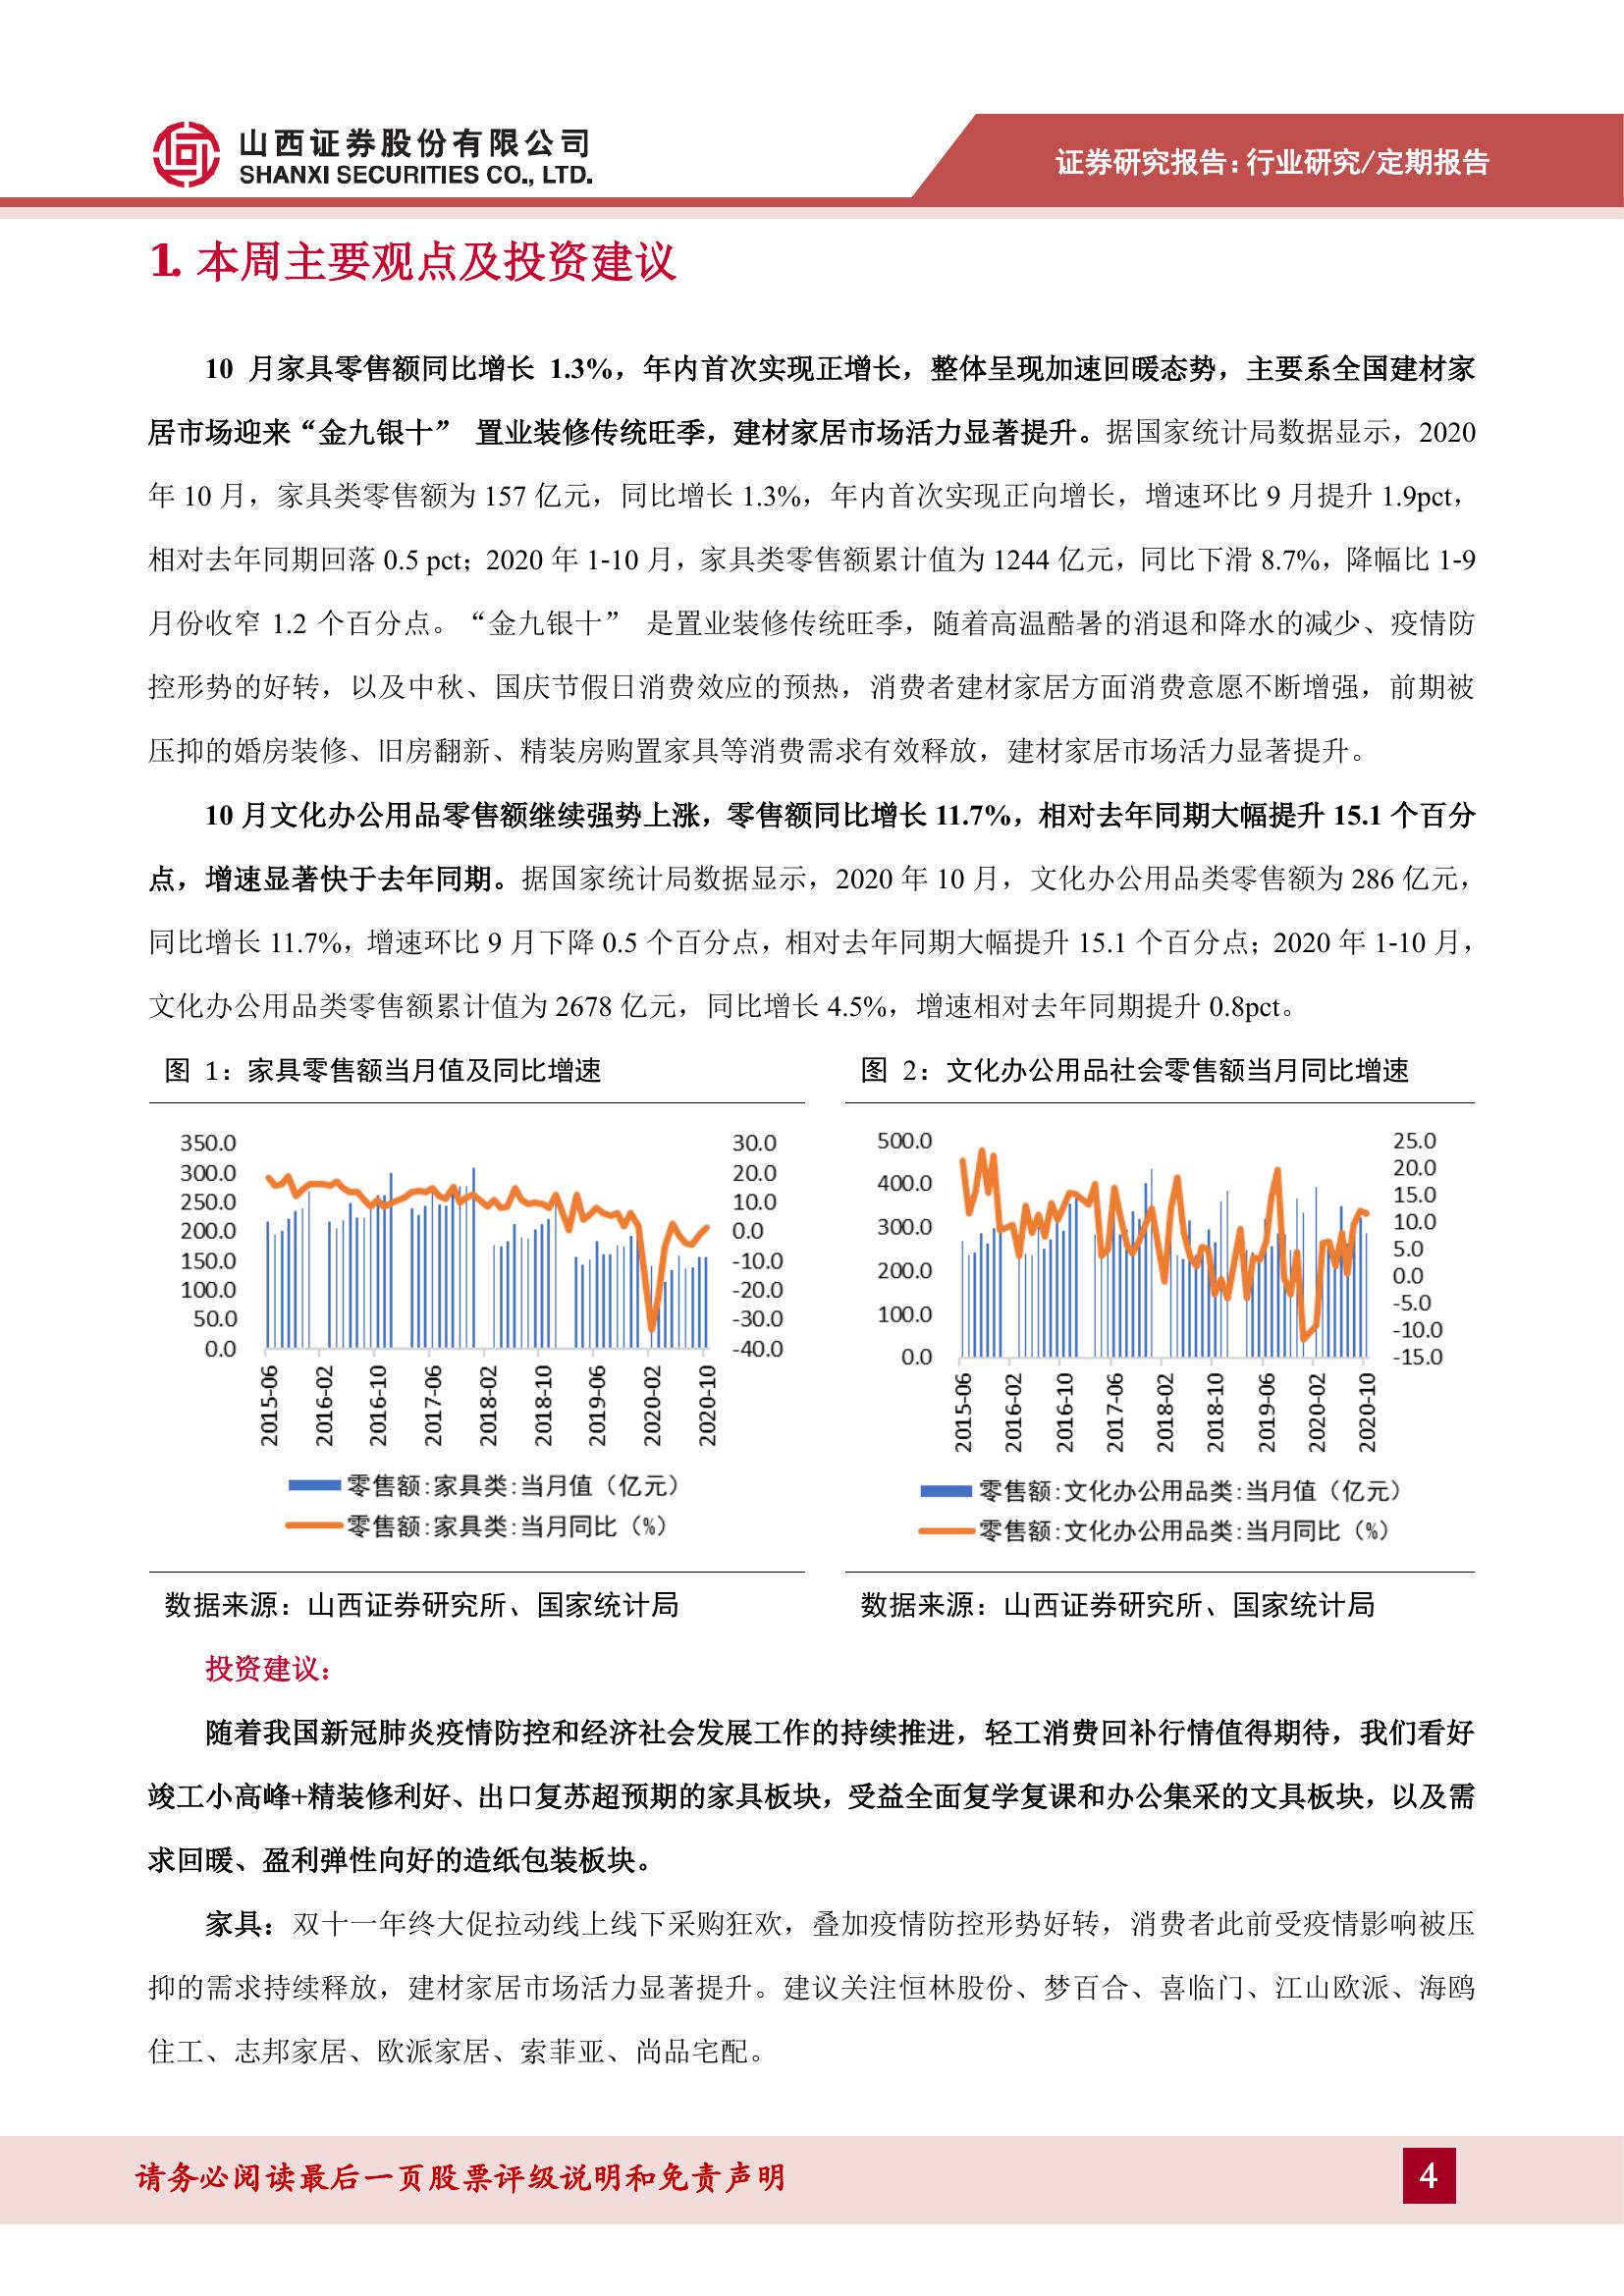 山西证券股份有限公司
SHANXI SECURITIES CO., LTD.
证券研究报告:行业研究/定期报告
1. 本周主要观点及投资建议
10 月家具零售额同比增长 1.3%，年内首次实现正增长，整体呈现加速回暖态势，主要系全国建材家
居市场迎来“金九银十” 置业装修传统旺季，建材家居市场活力显著提升。据国家统计局数据显示，2020
年 10 月，家具类零售额为 157 亿元，同比增长 1.3%，年内首次实现正向增长，增速环比 9 月提升 1.9pct，
相对去年同期回落 0.5 pct；2020 年 1-10 月，家具类零售额累计值为 1244 亿元，同比下滑 8.7%，降幅比 1-9
月份收窄 1.2 个百分点。“金九银十” 是置业装修传统旺季，随着高温酷暑的消退和降水的减少、疫情防
控形势的好转，以及中秋、国庆节假日消费效应的预热，消费者建材家居方面消费意愿不断增强，前期被
压抑的婚房装修、旧房翻新、精装房购置家具等消费需求有效释放，建材家居市场活力显著提升。
10 月文化办公用品零售额继续强势上涨，零售额同比增长 11.7%，相对去年同期大幅提升 15.1 个百分
点，增速显著快于去年同期。据国家统计局数据显示，2020 年 10 月，文化办公用品类零售额为 286 亿元，
同比增长 11.7%，增速环比 9 月下降 0.5 个百分点，相对去年同期大幅提升 15.1 个百分点；2020 年 1-10 月，
文化办公用品类零售额累计值为 2678 亿元，同比增长 4.5%，增速相对去年同期提升 0.8pct。
图 1：家具零售额当月值及同比增速
350.0
300.0
250.0
200.0
150.0
100.0
50.0
0.0
30.0
20.0
10.0
0.0
-10.0
-20.0
-30.0
-40.0
2015-06
2016-02
2016-10
2017-06
2018-02
2018-10
2019-06
2020-02
2020-10
零售额:家具类:当月值（亿元）
零售额:家具类:当月同比（%）
数据来源：山西证券研究所、国家统计局
图 2：文化办公用品社会零售额当月同比增速
500.0
400.0
300.0
200.0
100.0
0.0
25.0
20.0
15.0
10.0
5.0
0.0
-5.0
-10.0
-15.0
2015-06
2016-02
2016-10
2017-06
2018-02
2018-10
2019-06
2020-02
2020-10
零售额:文化办公用品类:当月值（亿元）
零售额:文化办公用品类:当月同比（%）
数据来源：山西证券研究所、国家统计局
投资建议：
随着我国新冠肺炎疫情防控和经济社会发展工作的持续推进，轻工消费回补行情值得期待，我们看好
竣工小高峰+精装修利好、出口复苏超预期的家具板块，受益全面复学复课和办公集采的文具板块，以及需
求回暖、盈利弹性向好的造纸包装板块。
家具：双十一年终大促拉动线上线下采购狂欢，叠加疫情防控形势好转，消费者此前受疫情影响被压
抑的需求持续释放，建材家居市场活力显著提升。建议关注恒林股份、梦百合、喜临门、江山欧派、海鸥
住工、志邦家居、欧派家居、索菲亚、尚品宅配。
请务必阅读最后一页股票评级说明和免责声明
4